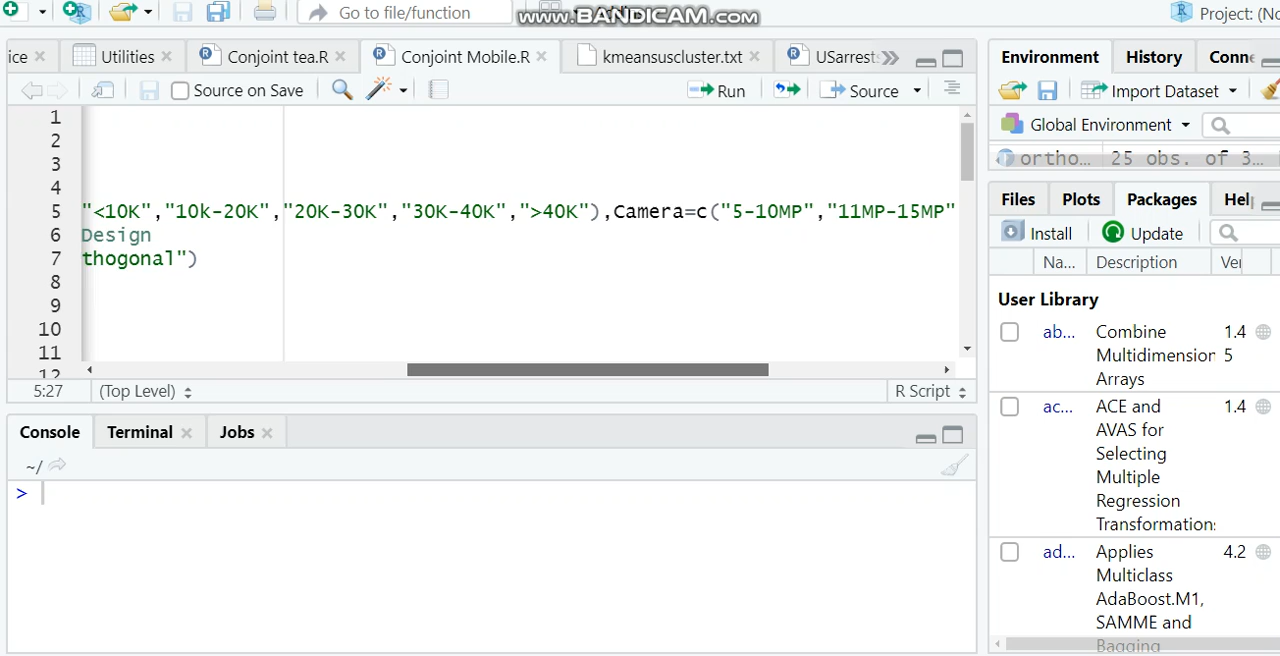 Go to file/function
www.BANDICAM.com
Project: (No
ice
Utilities
Conjoint tea.R
Conjoint Mobile.R
kmeansuscluster.txt
USarrest
Source on Save
Run
Source
1
2
3
4
5 "<10K","10k-20K","20K-30K","30K-40K",">40K"),Camera=c("5-10MP","11MP-15MP"
6 Design
7 thogonal")
8
9
10
11
12
5:27
(Top Level)
R Script
Console
Terminal
Jobs
~/
>
Environment
History
Conne
Import Dataset
Global Environment
ortho... 25 obs. of 3...
Files
Plots
Packages
Hel
Install
Update
Na...
Description
Ver
User Library
ab...
Combine
Multidimension
Arrays
1.4
5
ac...
ACE and
AVAS for
Selecting
Multiple
Regression
Transformations
1.4
ad...
Applies
Multiclass
AdaBoost.M1,
SAMME and
Bagging
4.2